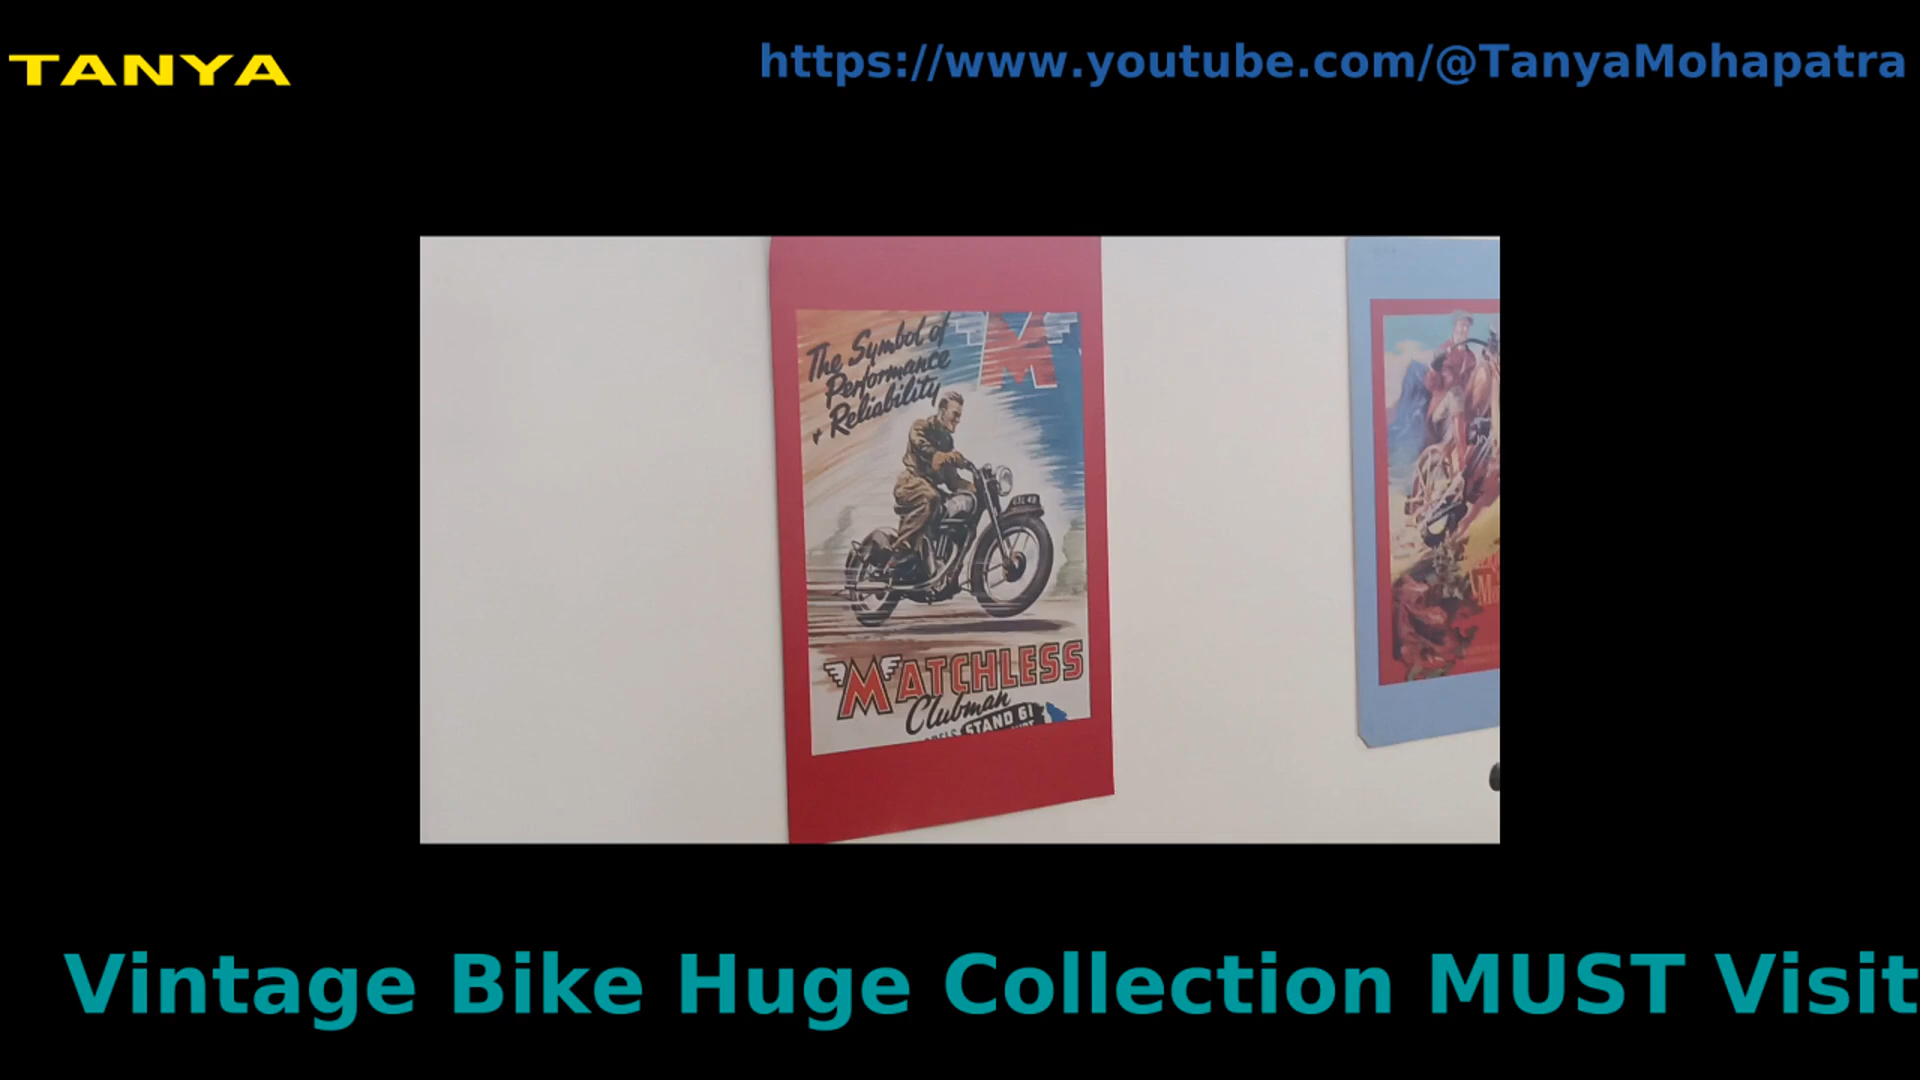 TANYA
https://www.youtube.com/@TanyaMohapatra
The Symbol of
Performance
+ Reliability
M
MATCHLESS
Clubman
STAND 61
Vintage Bike Huge Collection MUST Visit